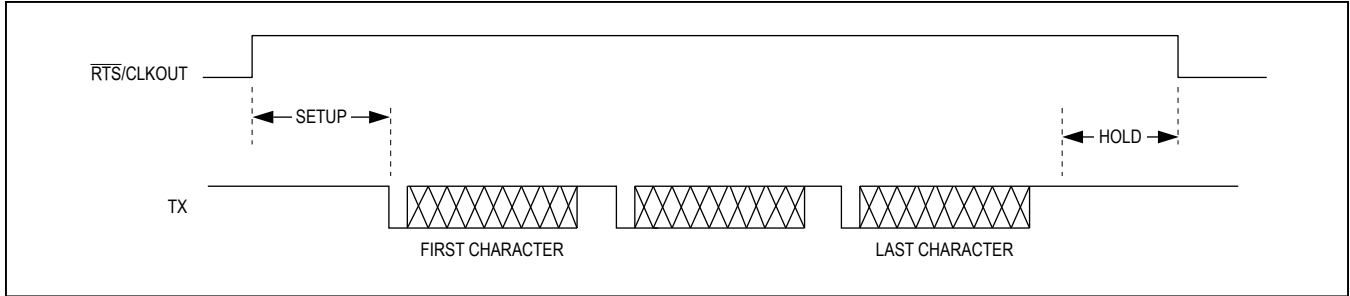 RTS/CLKOUT
SETUP
HOLD
TX
FIRST CHARACTER
LAST CHARACTER